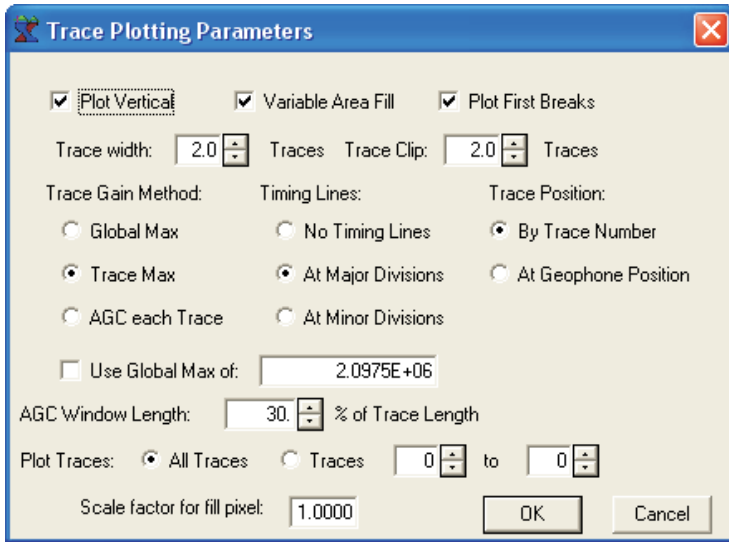 Trace Plotting Parameters
Plot Vertical Variable Area Fill Plot First Breaks
Trace width: 2.0 Traces Trace Clip: 2.0 Traces
Trace Gain Method: Timing Lines: Trace Position:
Global Max No Timing Lines By Trace Number
Trace Max At Major Divisions At Geophone Position
AGC each Trace At Minor Divisions
Use Global Max of: 2.0975E+06
AGC Window Length: 30. % of Trace Length
Plot Traces: All Traces Traces 0 to 0
Scale factor for fill pixel: 1.0000 OK Cancel